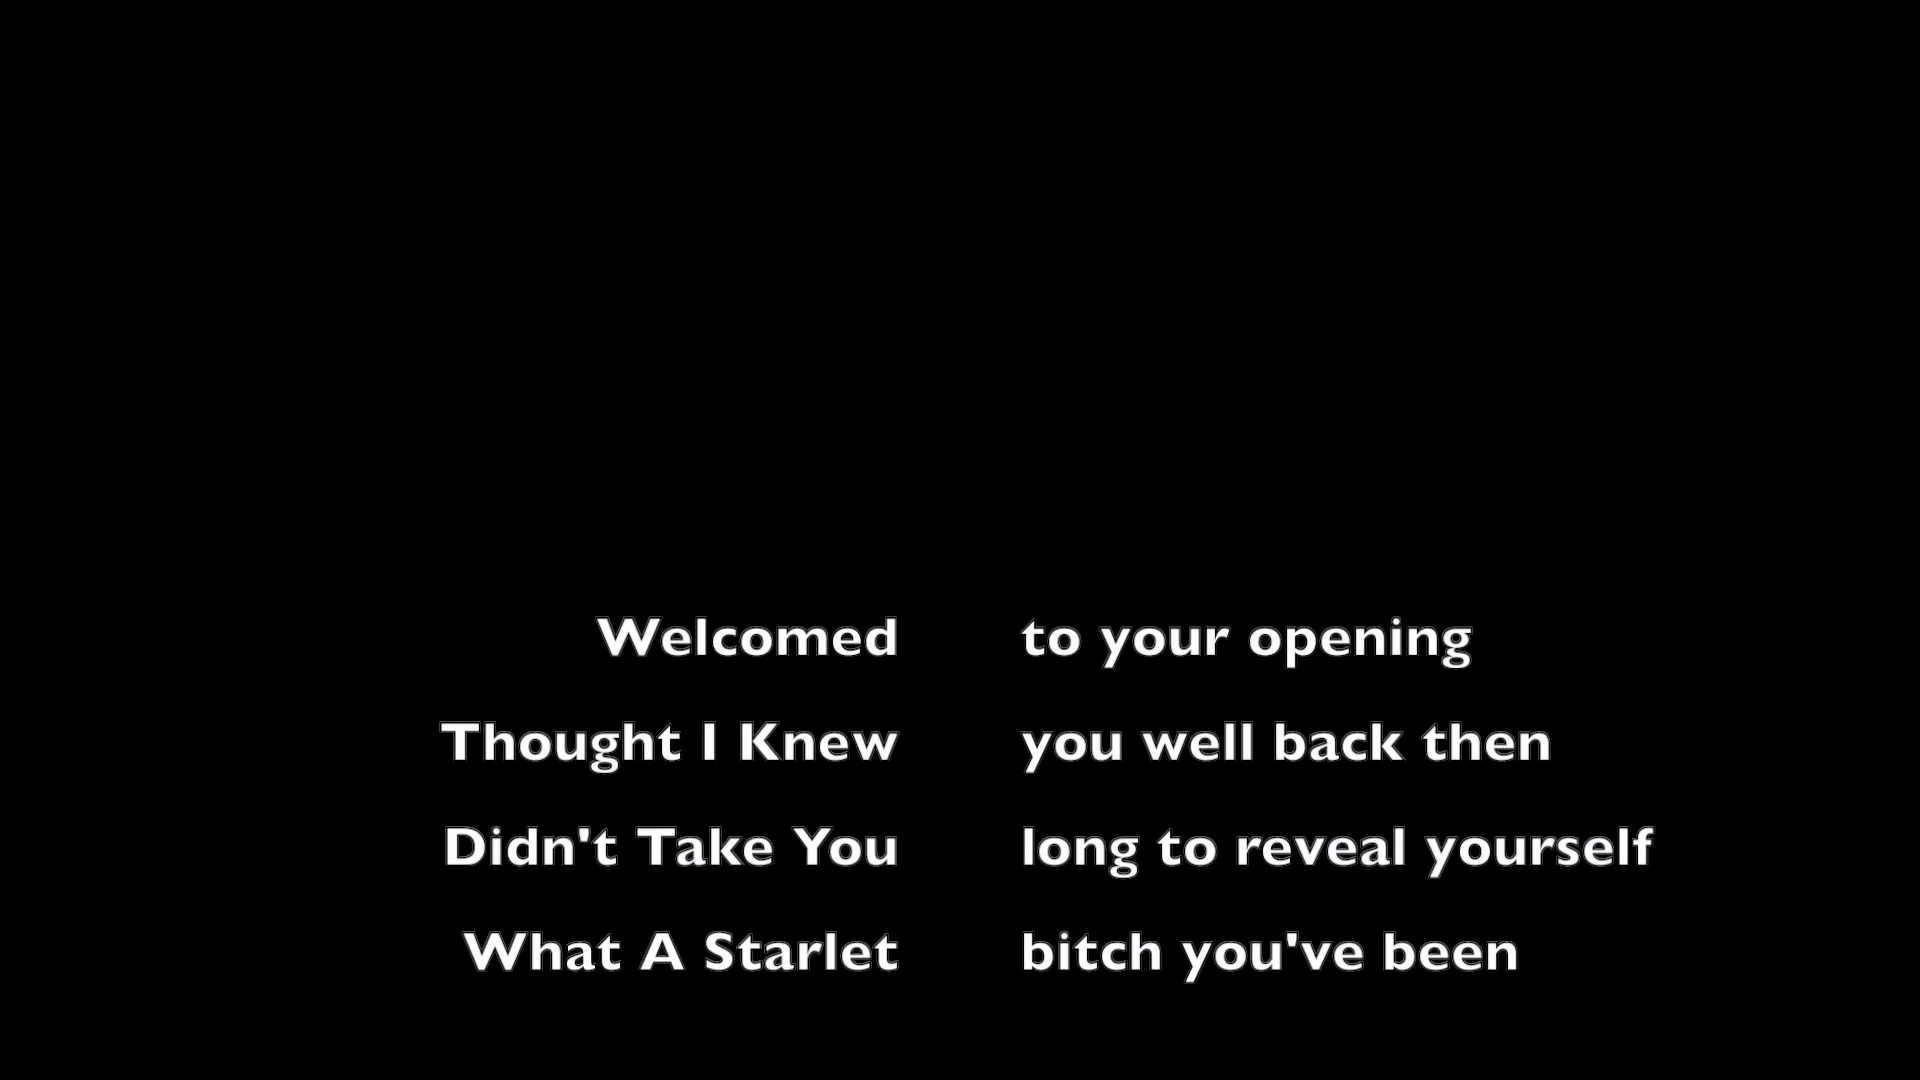 Welcomed to your opening
Thought I Knew you well back then
Didn't Take You long to reveal yourself
What A Starlet bitch you've been